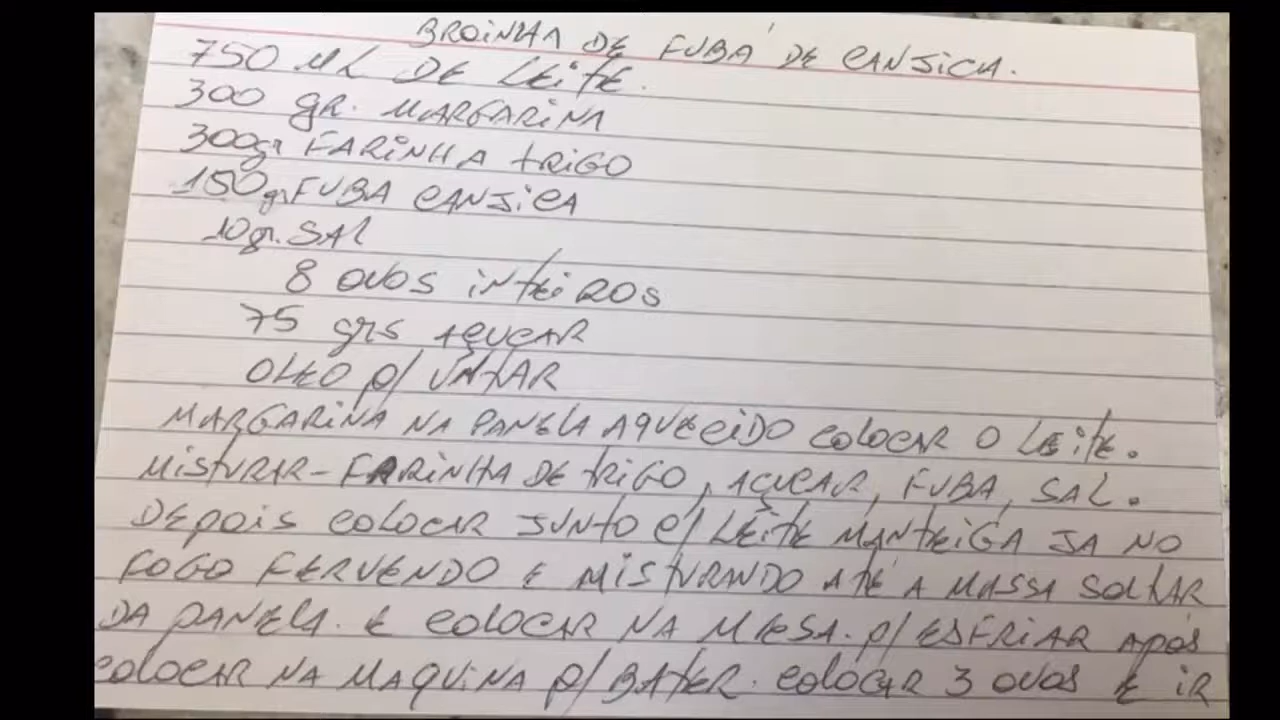 BROINHA DE FUBÁ DE CANJICA.
750 ML DE LEITE.
300 gr. MARGARINA
300gr FARINHA TRIGO
150gr FUBA CANJICA
10gr. SAL
8 OVOS INTEIROS
75 grs AÇUCAR
OLEO p/ UNTAR
MARGARINA NA PANELA AQUECIDO COLOCAR O LEITE.
MISTURAR - FARINHA DE TRIGO, AÇUCAR, FUBA, SAL.
DEPOIS COLOCAR JUNTO C/ LEITE MANTEIGA JA NO
FOGO FERVENDO E MISTURANDO ATÉ A MASSA SOLTAR
DA PANELA. E COLOCAR NA MESA. p/ ESFRIAR APÓS
COLOCAR NA MAQUINA p/ BATER. COLOCAR 3 OVOS E IR